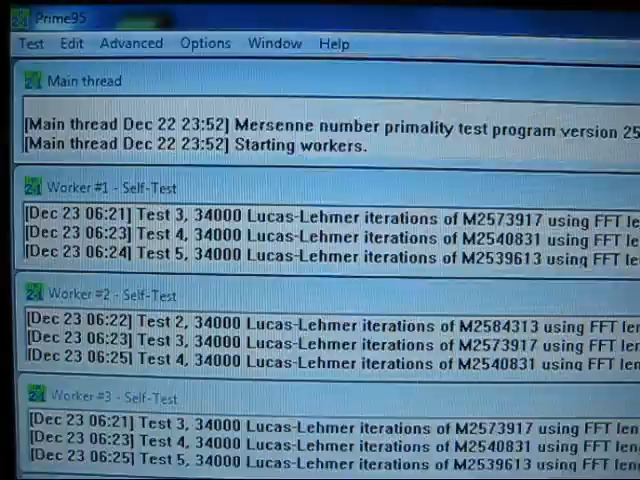 Prime95
Test Edit Advanced Options Window Help
Main thread
[Main thread Dec 22 23:52] Mersenne number primality test program version 25
[Main thread Dec 22 23:52] Starting workers.
Worker #1 - Self-Test
[Dec 23 06:21] Test 3, 34000 Lucas-Lehmer iterations of M2573917 using FFT le
[Dec 23 06:23] Test 4, 34000 Lucas-Lehmer iterations of M2540831 using FFT len
[Dec 23 06:24] Test 5, 34000 Lucas-Lehmer iterations of M2539613 using FFT len
Worker #2 - Self-Test
[Dec 23 06:22] Test 2, 34000 Lucas-Lehmer iterations of M2584313 using FFT len
[Dec 23 06:23] Test 3, 34000 Lucas-Lehmer iterations of M2573917 using FFT len
[Dec 23 06:25] Test 4, 34000 Lucas-Lehmer iterations of M2540831 using FFT len
Worker #3 - Self-Test
[Dec 23 06:21] Test 3, 34000 Lucas-Lehmer iterations of M2573917 using FFT len
[Dec 23 06:23] Test 4, 34000 Lucas-Lehmer iterations of M2540831 using FFT len
[Dec 23 06:25] Test 5, 34000 Lucas-Lehmer iterations of M2539613 using FFT len